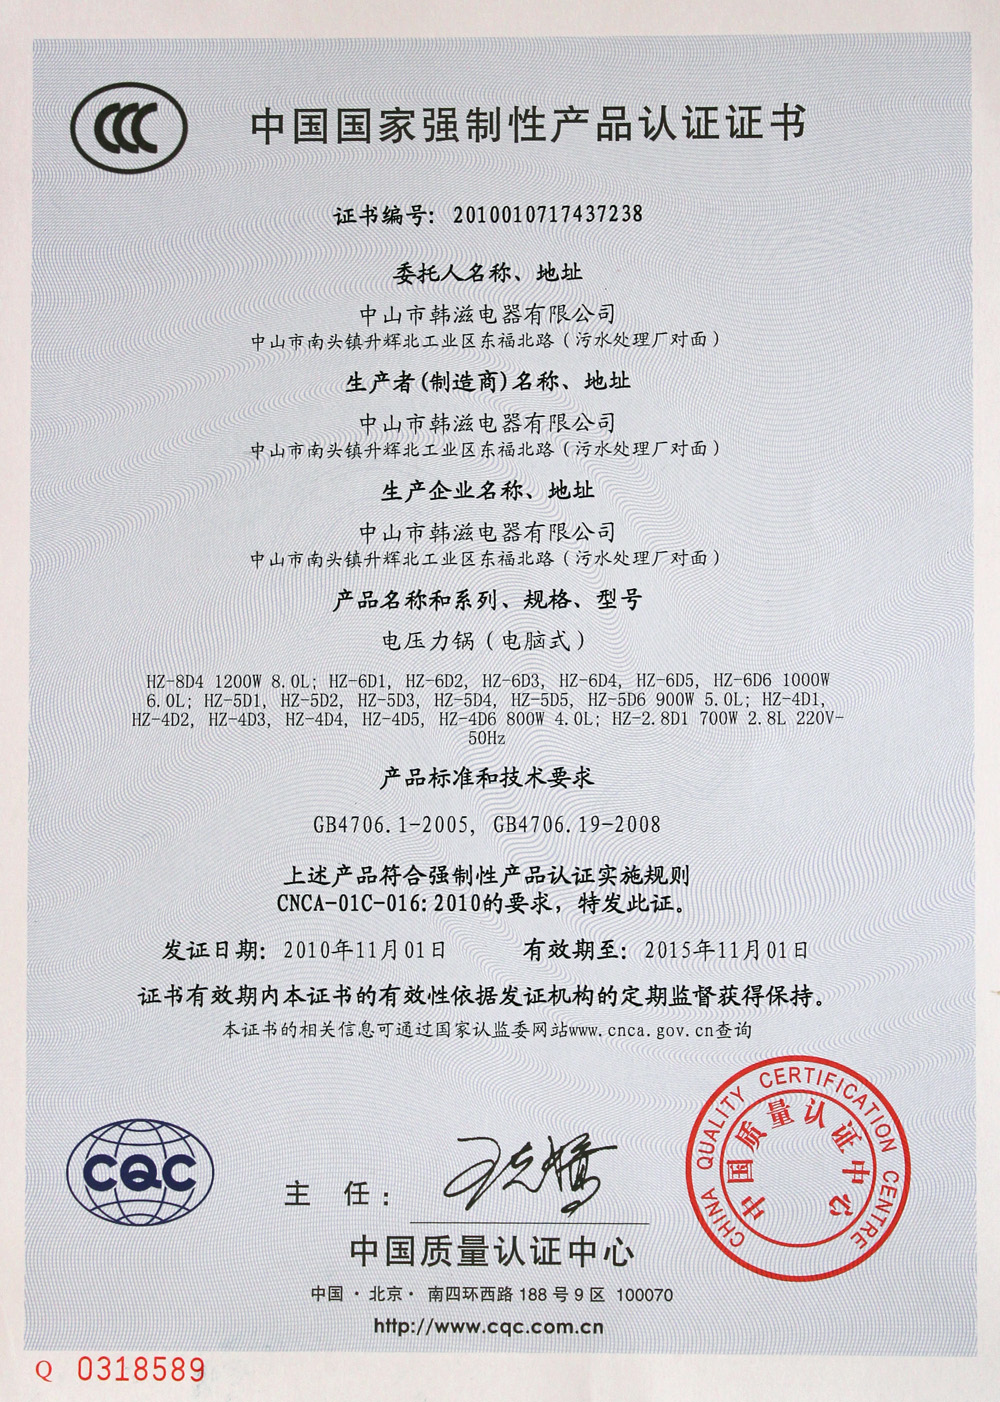 CCC
中国国家强制性产品认证证书
证书编号: 2010010717437238
委托人名称、地址
中山市韩滋电器有限公司
中山市南头镇升辉北工业区东福北路（污水处理厂对面）
生产者(制造商)名称、地址
中山市韩滋电器有限公司
中山市南头镇升辉北工业区东福北路（污水处理厂对面）
生产企业名称、地址
中山市韩滋电器有限公司
中山市南头镇升辉北工业区东福北路（污水处理厂对面）
产品名称和系列、规格、型号
电压力锅（电脑式）
HZ-8D4 1200W 8.0L; HZ-6D1, HZ-6D2, HZ-6D3, HZ-6D4, HZ-6D5, HZ-6D6 1000W
6.0L; HZ-5D1, HZ-5D2, HZ-5D3, HZ-5D4, HZ-5D5, HZ-5D6 900W 5.0L; HZ-4D1,
HZ-4D2, HZ-4D3, HZ-4D4, HZ-4D5, HZ-4D6 800W 4.0L; HZ-2.8D1 700W 2.8L 220V-
50Hz
产品标准和技术要求
GB4706.1-2005, GB4706.19-2008
上述产品符合强制性产品认证实施规则
CNCA-01C-016:2010的要求，特发此证。
发证日期: 2010年11月01日 有效期至: 2015年11月01日
证书有效期内本证书的有效性依据发证机构的定期监督获得保持。
本证书的相关信息可通过国家认监委网站www.cnca.gov.cn查询
CHINA QUALITY CERTIFICATION CENTRE
中国质量认证中心
CQC
主 任:
中国质量认证中心
中国·北京· 南四环西路 188 号 9 区 100070
http://www.cqc.com.cn
Q 0318589